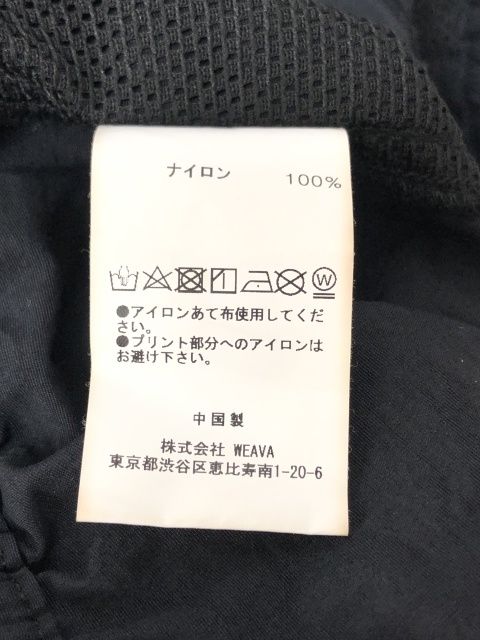 ナイロン 100%
W
●アイロンあて布使用してくだ
さい。
●プリント部分へのアイロンは
お避け下さい。
中国製
株式会社 WEAVA
東京都渋谷区恵比寿南1-20-6